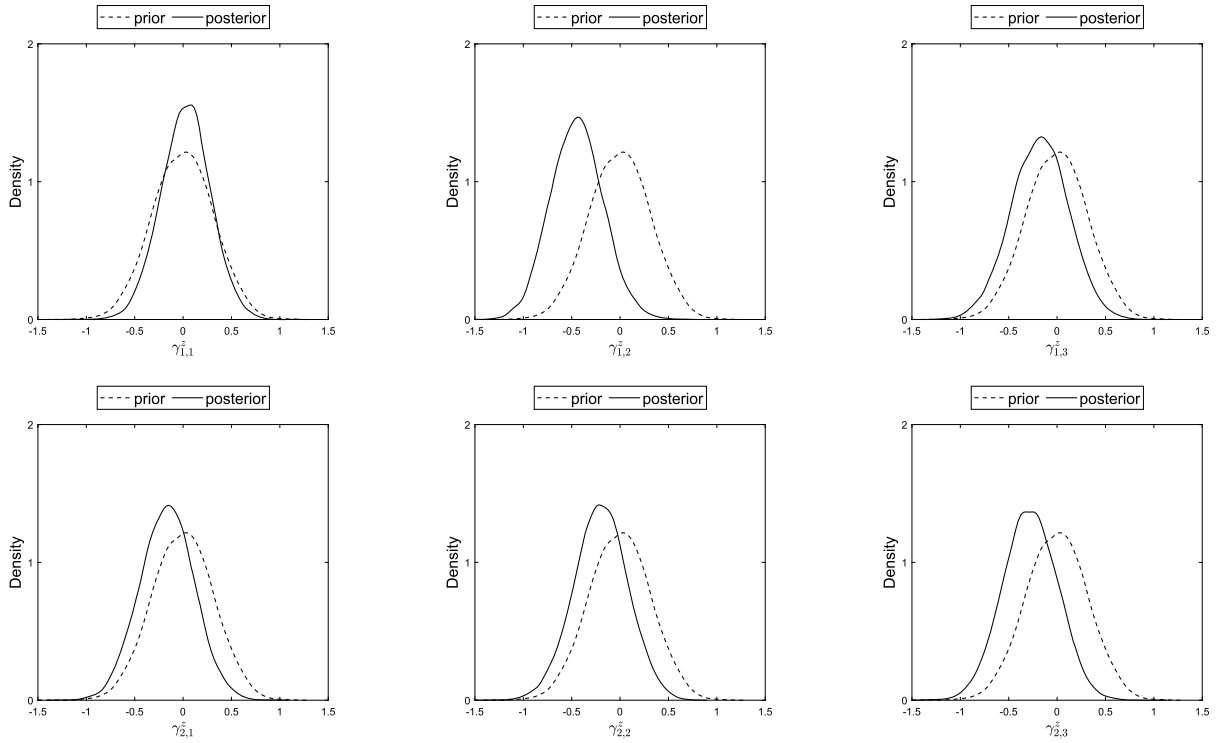 prior posterior
2
1
0
Density
-1.5 -1 -0.5 0 0.5 1 1.5
γ^z_{1,1}
prior posterior
2
1
0
Density
-1.5 -1 -0.5 0 0.5 1 1.5
γ^z_{1,2}
prior posterior
2
1
0
Density
-1.5 -1 -0.5 0 0.5 1 1.5
γ^z_{1,3}
prior posterior
2
1
0
Density
-1.5 -1 -0.5 0 0.5 1 1.5
γ^z_{2,1}
prior posterior
2
1
0
Density
-1.5 -1 -0.5 0 0.5 1 1.5
γ^z_{2,2}
prior posterior
2
1
0
Density
-1.5 -1 -0.5 0 0.5 1 1.5
γ^z_{2,3}